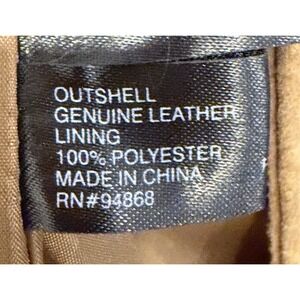 OUTSHELL
GENUINE LEATHER
LINING
100% POLYESTER
MADE IN CHINA
RN#94868